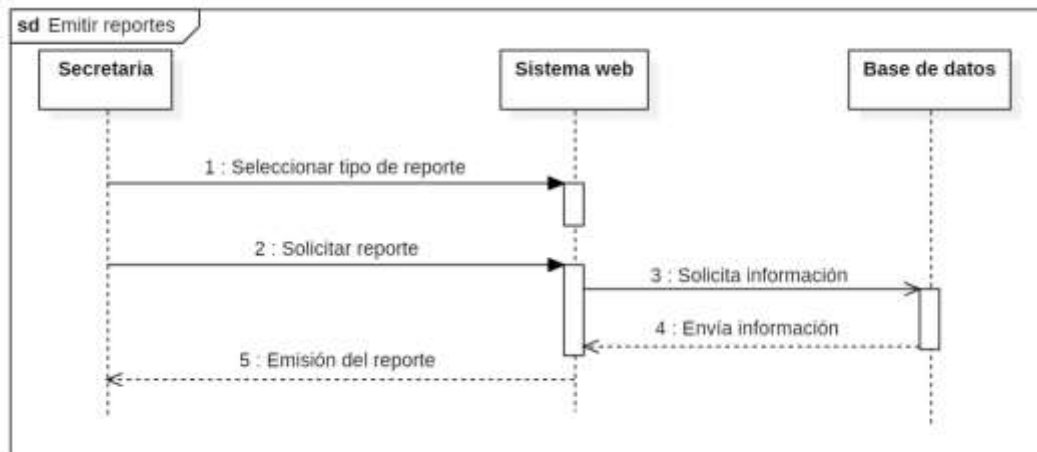 sd Emitir reportes
Secretaria
Sistema web
Base de datos
1 : Seleccionar tipo de reporte
2 : Solicitar reporte
3 : Solicita información
4 : Envía información
5 : Emisión del reporte